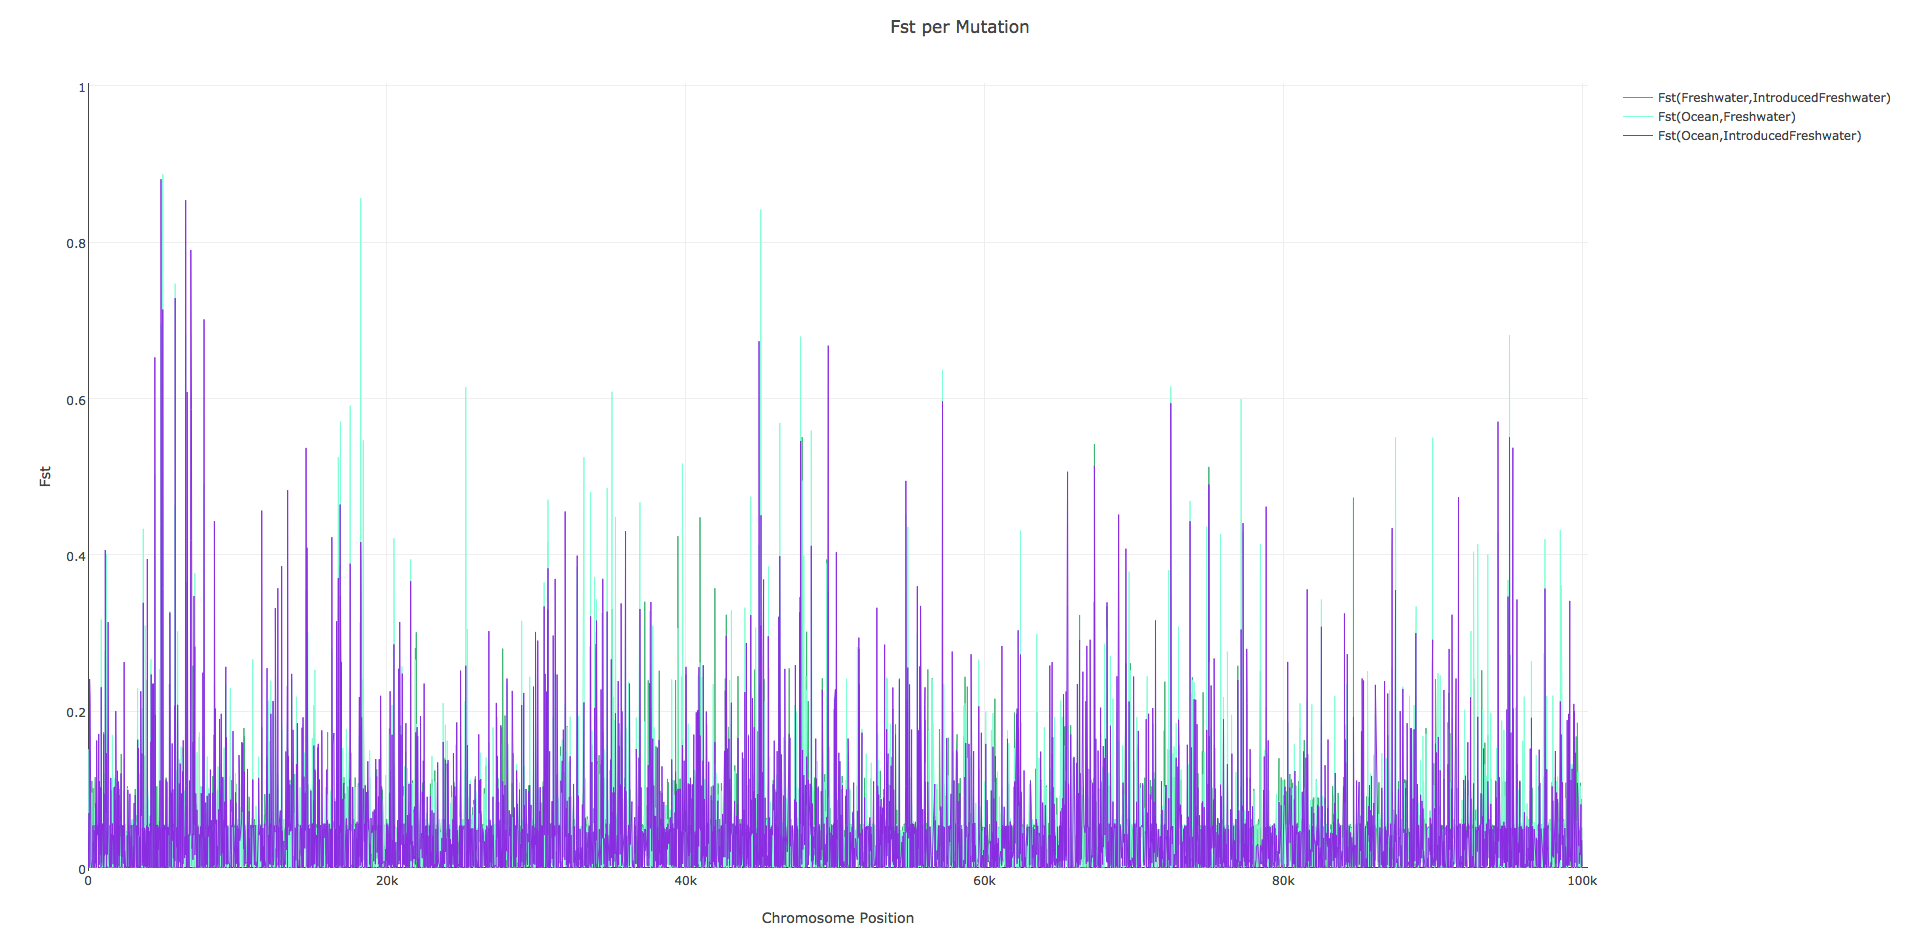 Fst per Mutation
1
0.8
0.6
0.4
0.2
0
Fst
0
20k
40k
60k
80k
100k
Chromosome Position
Fst(Freshwater,IntroducedFreshwater)
Fst(Ocean,Freshwater)
Fst(Ocean,IntroducedFreshwater)